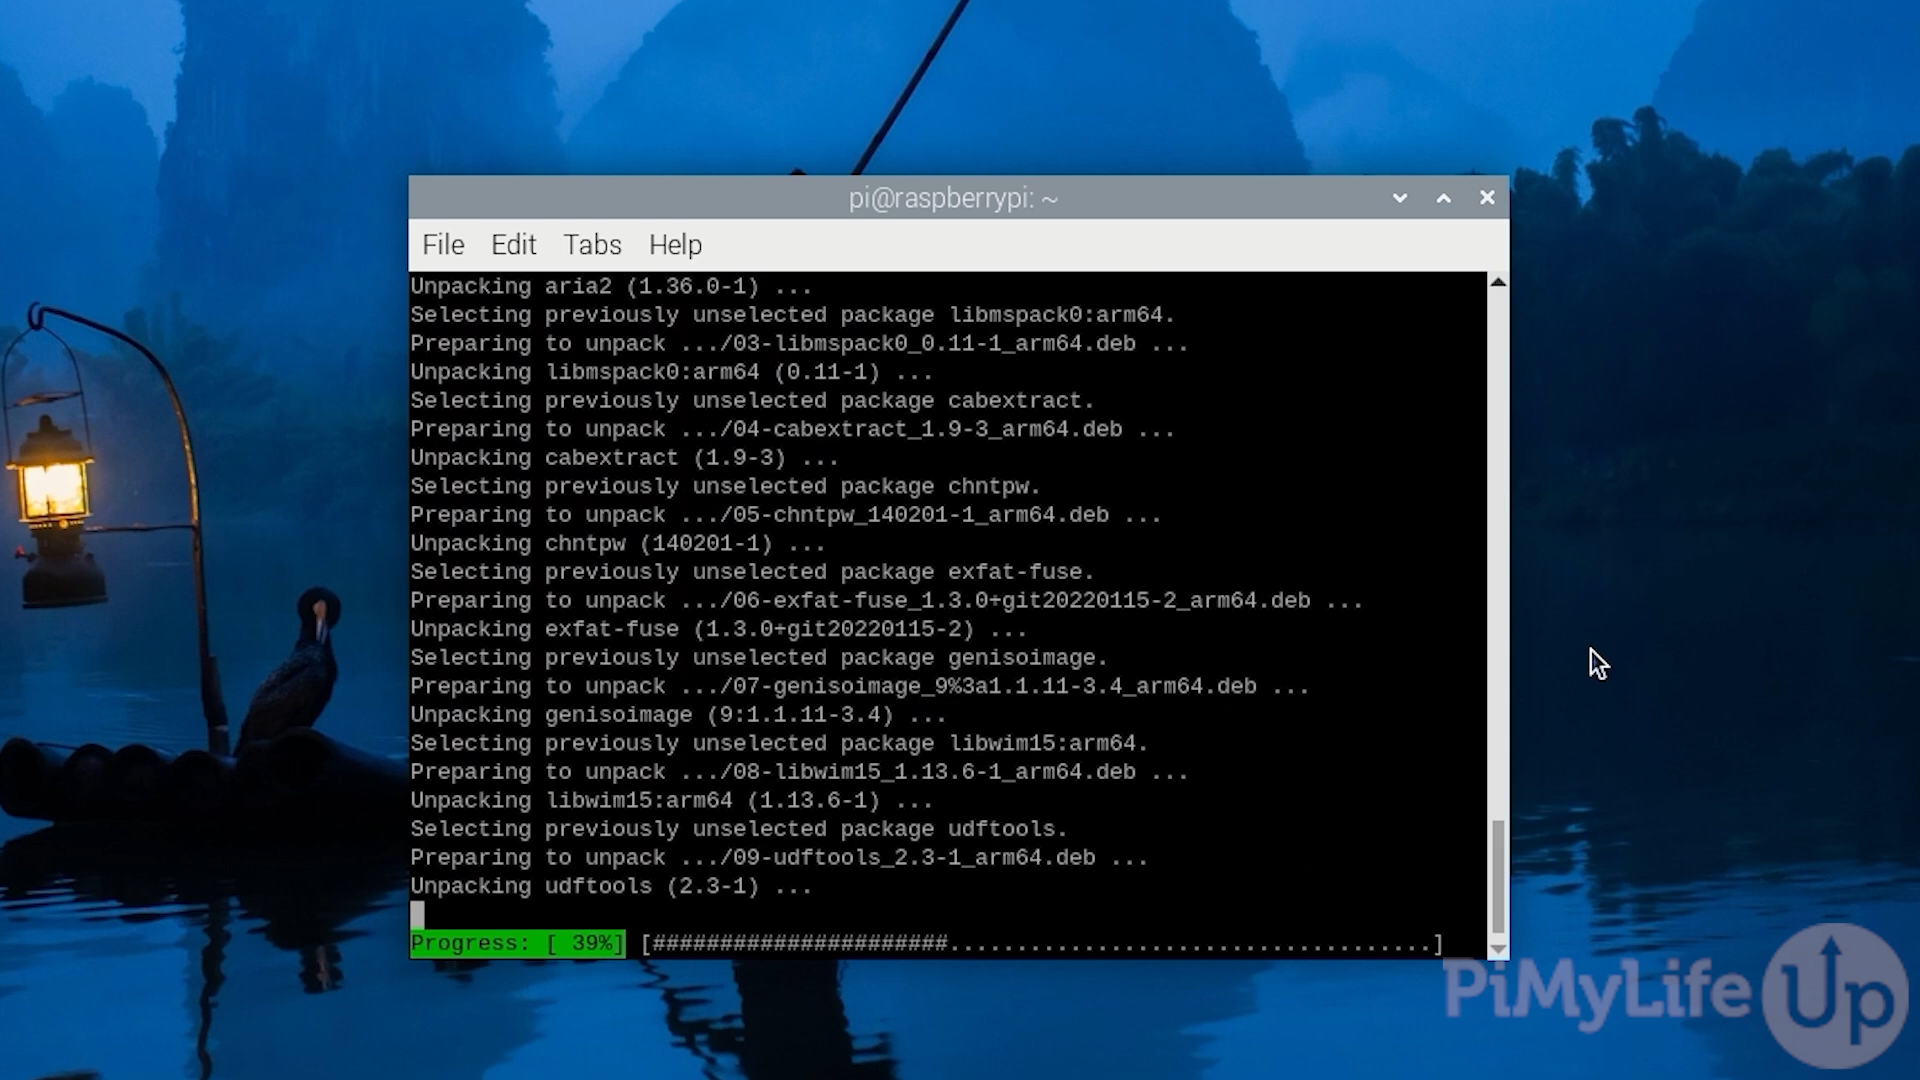 pi@raspberrypi: ~
File Edit Tabs Help
Unpacking aria2 (1.36.0-1) ...
Selecting previously unselected package libmspack0:arm64.
Preparing to unpack .../03-libmspack0_0.11-1_arm64.deb ...
Unpacking libmspack0:arm64 (0.11-1) ...
Selecting previously unselected package cabextract.
Preparing to unpack .../04-cabextract_1.9-3_arm64.deb ...
Unpacking cabextract (1.9-3) ...
Selecting previously unselected package chntpw.
Preparing to unpack .../05-chntpw_140201-1_arm64.deb ...
Unpacking chntpw (140201-1) ...
Selecting previously unselected package exfat-fuse.
Preparing to unpack .../06-exfat-fuse_1.3.0+git20220115-2_arm64.deb ...
Unpacking exfat-fuse (1.3.0+git20220115-2) ...
Selecting previously unselected package genisoimage.
Preparing to unpack .../07-genisoimage_9%3a1.1.11-3.4_arm64.deb ...
Unpacking genisoimage (9:1.1.11-3.4) ...
Selecting previously unselected package libwim15:arm64.
Preparing to unpack .../08-libwim15_1.13.6-1_arm64.deb ...
Unpacking libwim15:arm64 (1.13.6-1) ...
Selecting previously unselected package udftools.
Preparing to unpack .../09-udftools_2.3-1_arm64.deb ...
Unpacking udftools (2.3-1) ...
Progress: [ 39%] [######################....................................]
PiMyLifeUp